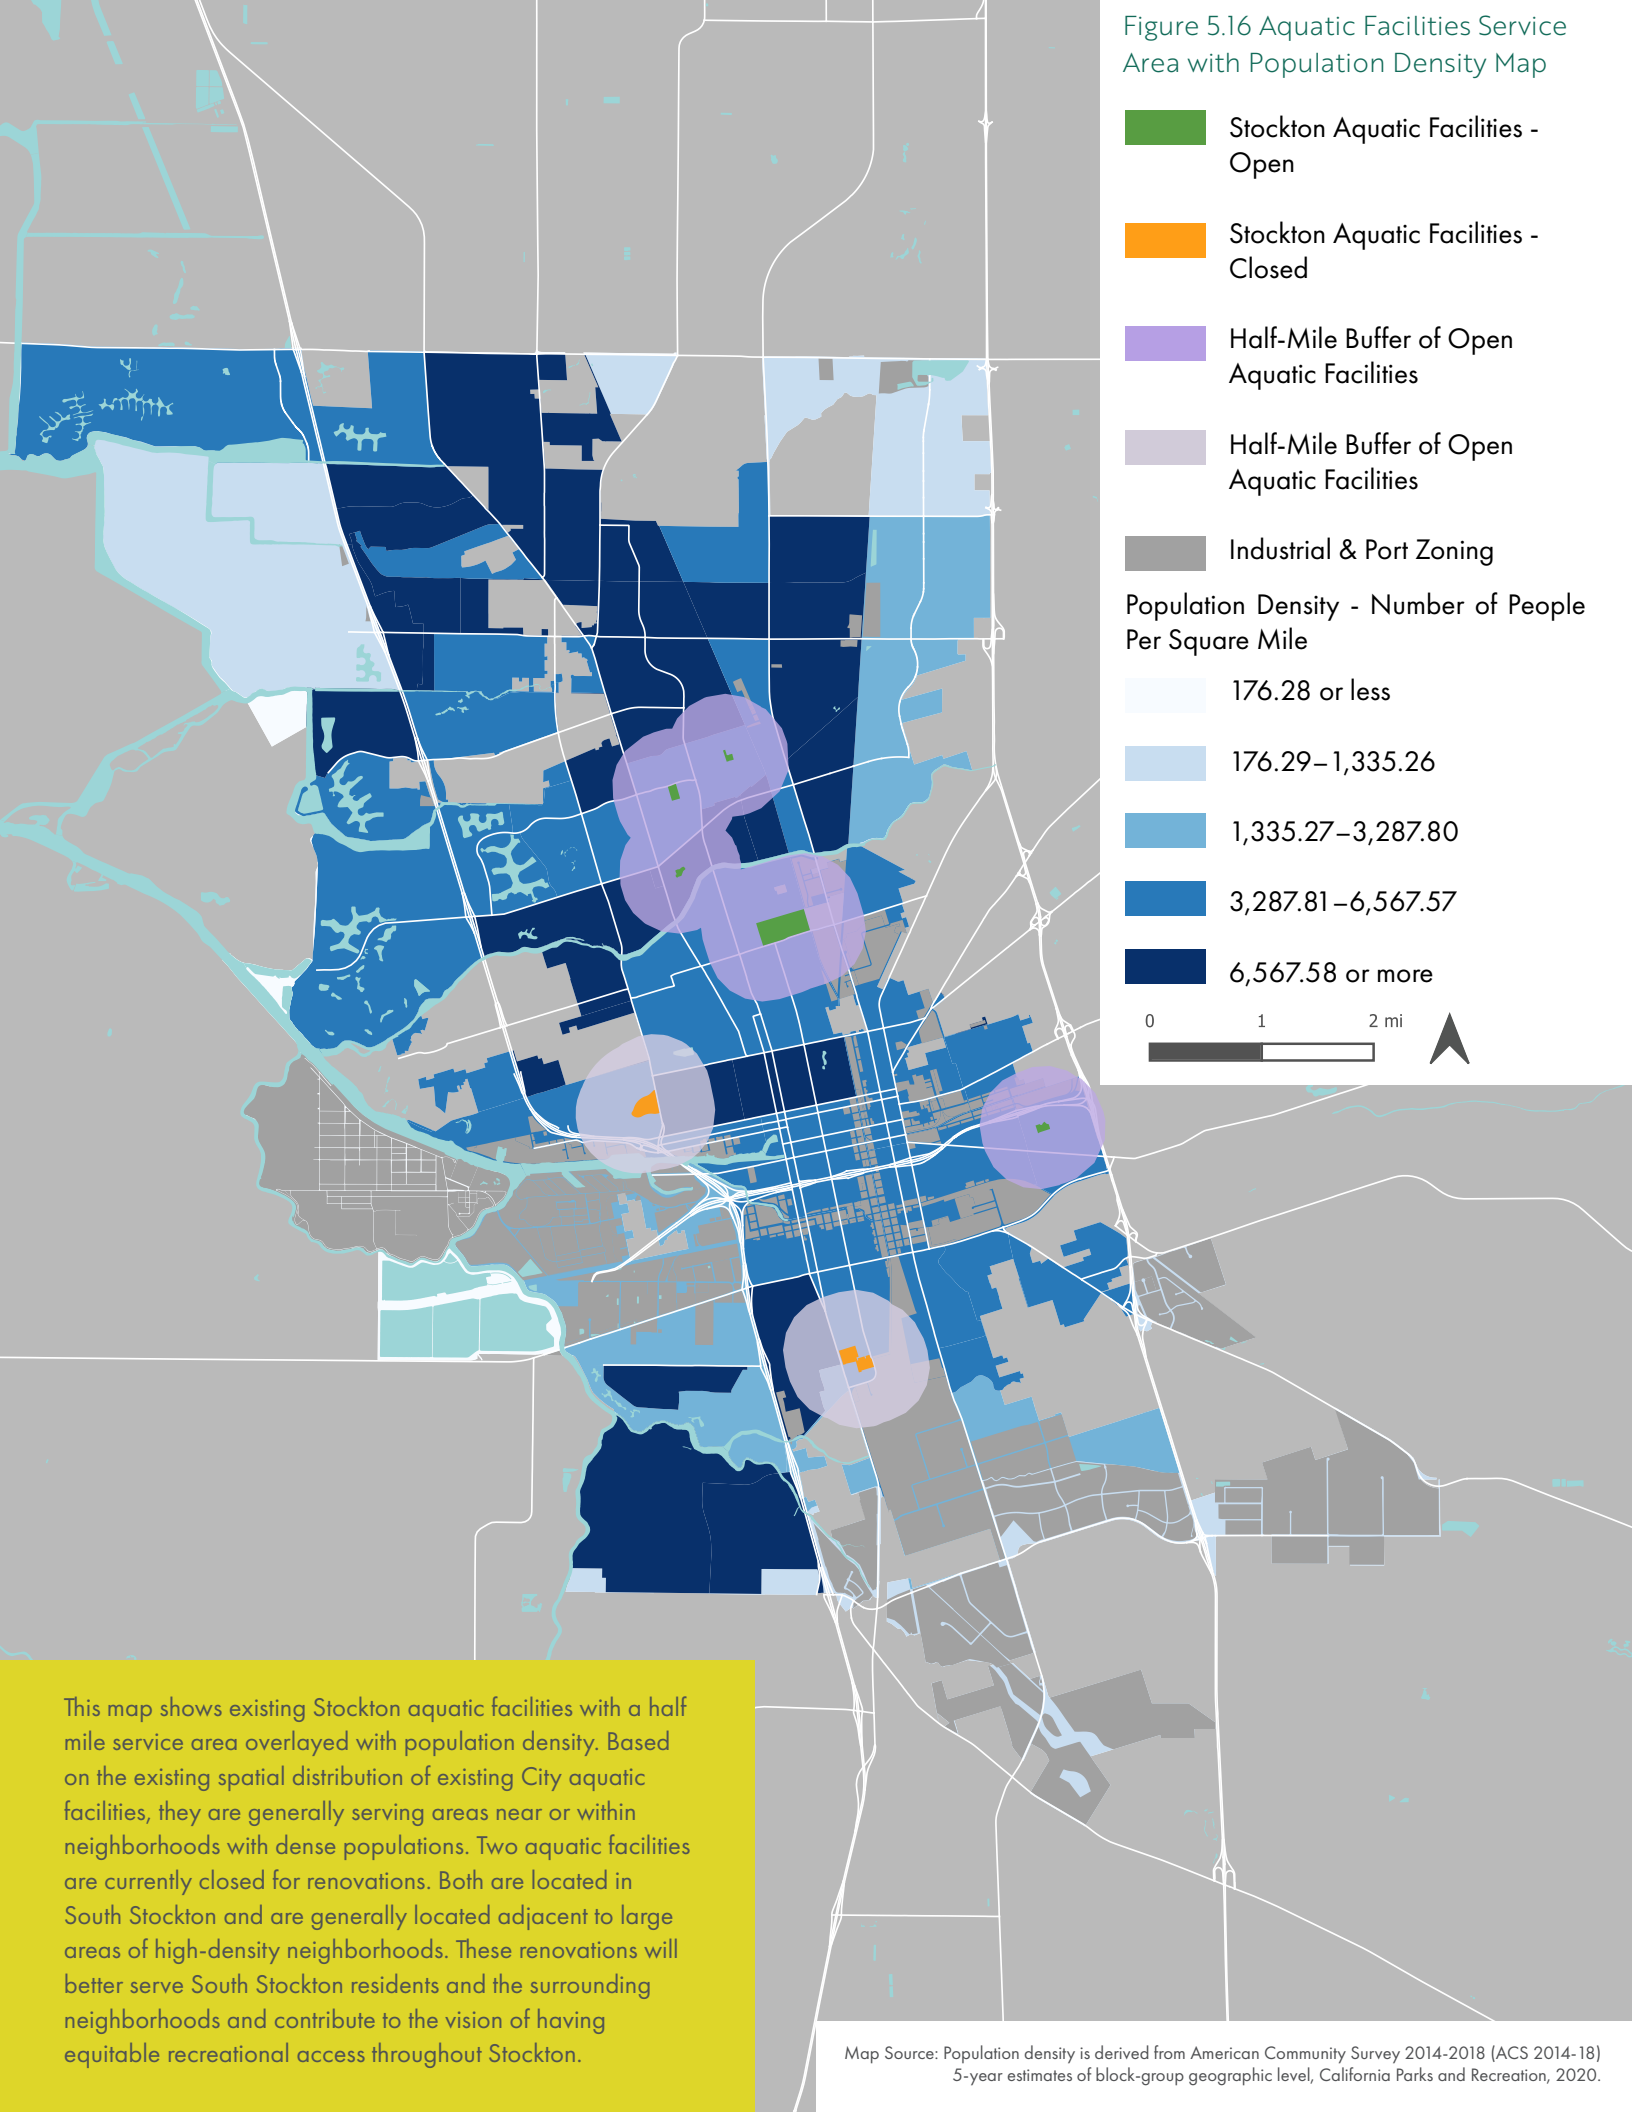 Figure 5.16 Aquatic Facilities Service
Area with Population Density Map
Stockton Aquatic Facilities -
Open
Stockton Aquatic Facilities -
Closed
Half-Mile Buffer of Open
Aquatic Facilities
Half-Mile Buffer of Open
Aquatic Facilities
Industrial & Port Zoning
Population Density - Number of People
Per Square Mile
176.28 or less
176.29–1,335.26
1,335.27–3,287.80
3,287.81–6,567.57
6,567.58 or more
0 1 2 mi
This map shows existing Stockton aquatic facilities with a half
mile service area overlayed with population density. Based
on the existing spatial distribution of existing City aquatic
facilities, they are generally serving areas near or within
neighborhoods with dense populations. Two aquatic facilities
are currently closed for renovations. Both are located in
South Stockton and are generally located adjacent to large
areas of high-density neighborhoods. These renovations will
better serve South Stockton residents and the surrounding
neighborhoods and contribute to the vision of having
equitable recreational access throughout Stockton.
Map Source: Population density is derived from American Community Survey 2014-2018 (ACS 2014-18)
5-year estimates of block-group geographic level, California Parks and Recreation, 2020.